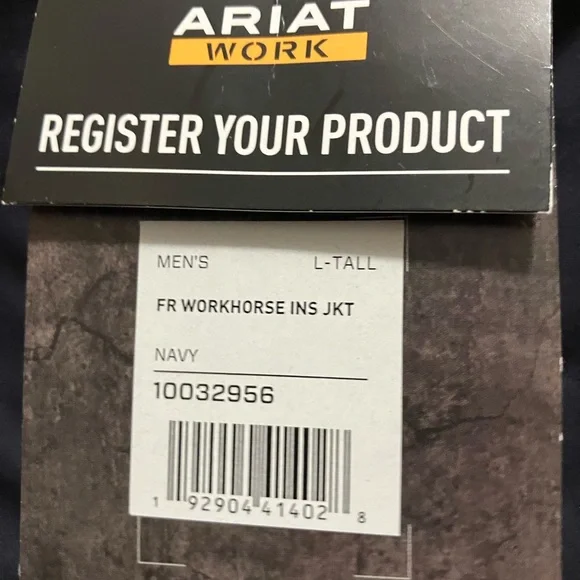 ARIAT
WORK
REGISTER YOUR PRODUCT
MEN'S L-TALL
FR WORKHORSE INS JKT
NAVY
10032956
1 92904 41402 8